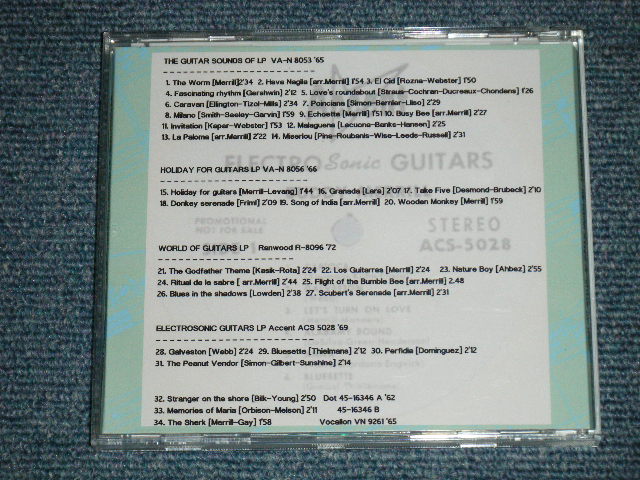 THE GUITAR SOUNDS OF LP VA-N 8053 '65
1. The Worm [Merrill]2'34 2. Hava Nagila [arr.Merrill] 1'54 3. El Cid [Rozna-Webster] 1'50
4. Fascinating rhythm [Gershwin] 2'12 5. Love's roundabout [Straus-Cochran-Ducreaux-Chondens] 1'26
6. Caravan [Ellington-Tizol-Mills] 2'34 7. Poinciana [Simon-Bernier-Lliso] 2'29
8. Milano [Smith-Seeley-Garvin] 1'59 9. Echoette [Merrill] 1'51 10. Busy Bee [arr.Merrill] 2'27
11. Invitation [Kaper-Webster] 1'53 12. Malaguena [Lecuona-Banks-Hansen] 2'25
13. La Paloma [arr.Merrill] 2'22 14. Miserlou [Pina-Roubanis-Wise-Leeds-Russell] 2'31
ELECTROSonic GUITARS
HOLIDAY FOR GUITARS LP VA-N 8056 '66
15. Holiday for guitars [Merrill-Levang] 1'44 16. Granada [Lara] 2'07 17. Take Five [Desmond-Brubeck] 2'10
18. Donkey serenade [Friml] 2'09 19. Song of India [arr.Merrill] 20. Wooden Monkey [Merrill] 1'59
PROMOTIONAL
NOT FOR SALE
STEREO
ACS-5028
WORLD OF GUITARS LP Ranwood R-8096 '72
21. The Godfather Theme [Kasik-Rota] 2'24 22. Los Guitarras [Merrill] 2'24 23. Nature Boy [Ahbez] 2'55
24. Ritual da le sabre [ arr.Merrill] 2'44 25. Flight of the Bumble Bee [arr.Merrill] 2.48
26. Blues in the shadows [Lowden] 2'38 27. Scubert's Serenade [arr.Merrill] 2'31
3. LET'S TURN ON LOVE
ELECTROSONIC GUITARS LP Accent ACS 5028 '69
28. Galveston [Webb] 2'24 29. Bluesette [Thielmans] 2'12 30. Perfidia [Dominguez] 2'12
31. The Peanut Vendor [Simon-Gilbert-Sunshine] 2'14
BLUESETTE
32. Stranger on the shore [Bilk-Young] 2'50 Dot 45-16346 A '62
33. Memories of Maria [Orbison-Melson] 2'11 45-16346 B
34. The Sherk [Merrill-Gay] 1'58 Vocalion VN 9261 '65